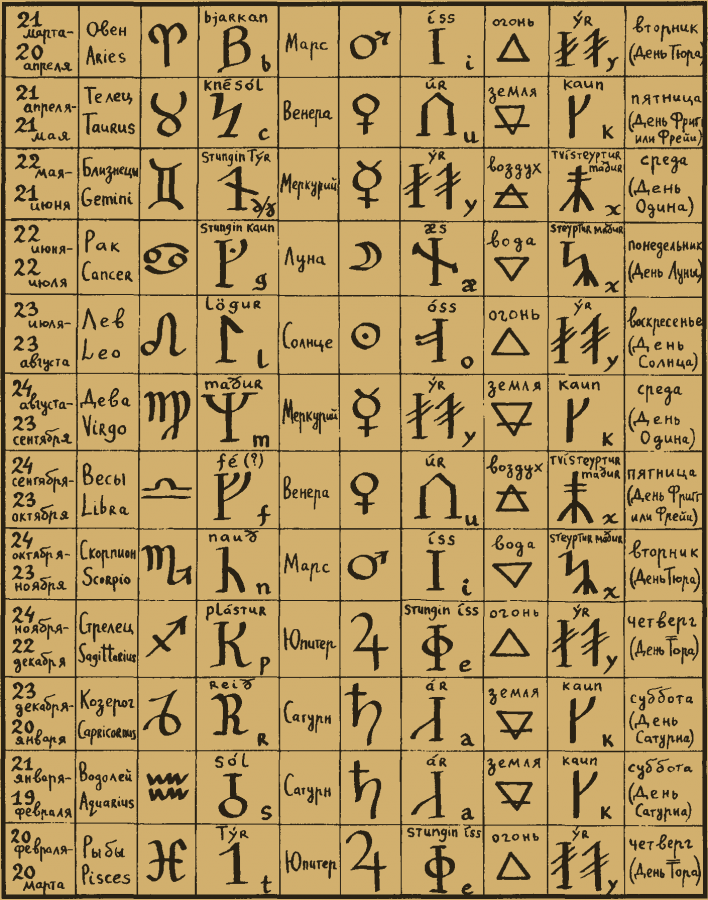 21
марта-
20
апреля
Овен
Aries
bjarkan
b
Марс
íss
i
огонь
ýR
y
вторник
(День Тюра)
21
апреля-
21
мая
Телец
Taurus
knésól
c
Венера
úR
u
земля
kaun
k
пятница
(День Фригг
или Фрейи)
22
мая-
21
июня
Близнецы
Gemini
Stungin Týr
ð/ꝥ
Меркурий
ýR
y
воздух
Tvísteyptur
maður
x
среда
(День
Одина)
22
июня-
22
июля
Рак
Cancer
Stungin kaun
g
Луна
æs
æ
вода
Steyptur maður
x
понедельник
(День Луны)
23
июля-
23
августа
Лев
Leo
löguR
l
Солнце
óss
o
огонь
ýR
y
воскресенье
(День
Солнца)
24
августа-
23
сентября
Дева
Virgo
maðuR
m
Меркурий
ýR
y
земля
kaun
k
среда
(День
Одина)
24
сентября-
23
октября
Весы
Libra
fé (?)
f
Венера
úR
u
воздух
Tvísteyptur
maður
x
пятница
(День Фригг
или Фрейи)
24
октября-
23
ноября
Скорпион
Scorpio
nauð
n
Марс
íss
i
вода
Steyptur maður
x
вторник
(День Тюра)
24
ноября-
22
декабря
Стрелец
Sagittarius
plástuR
p
Юпитер
Stungin íss
e
огонь
ýR
y
четверг
(День Тора)
23
декабря-
20
января
Козерог
Capricornus
reið
R
Сатурн
áR
a
земля
kaun
k
суббота
(День
Сатурна)
21
января-
19
февраля
Водолей
Aquarius
sól
s
Сатурн
áR
a
земля
kaun
k
суббота
(День
Сатурна)
20
февраля-
20
марта
Рыбы
Pisces
TýR
t
Юпитер
Stungin íss
e
огонь
ýR
y
четверг
(День Тора)